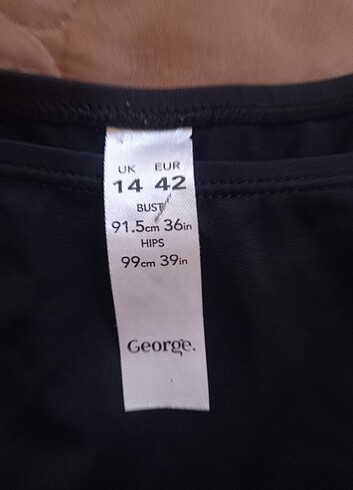 UK EUR
14 42
BUST
91.5cm 36in
HIPS
99cm 39in
George.